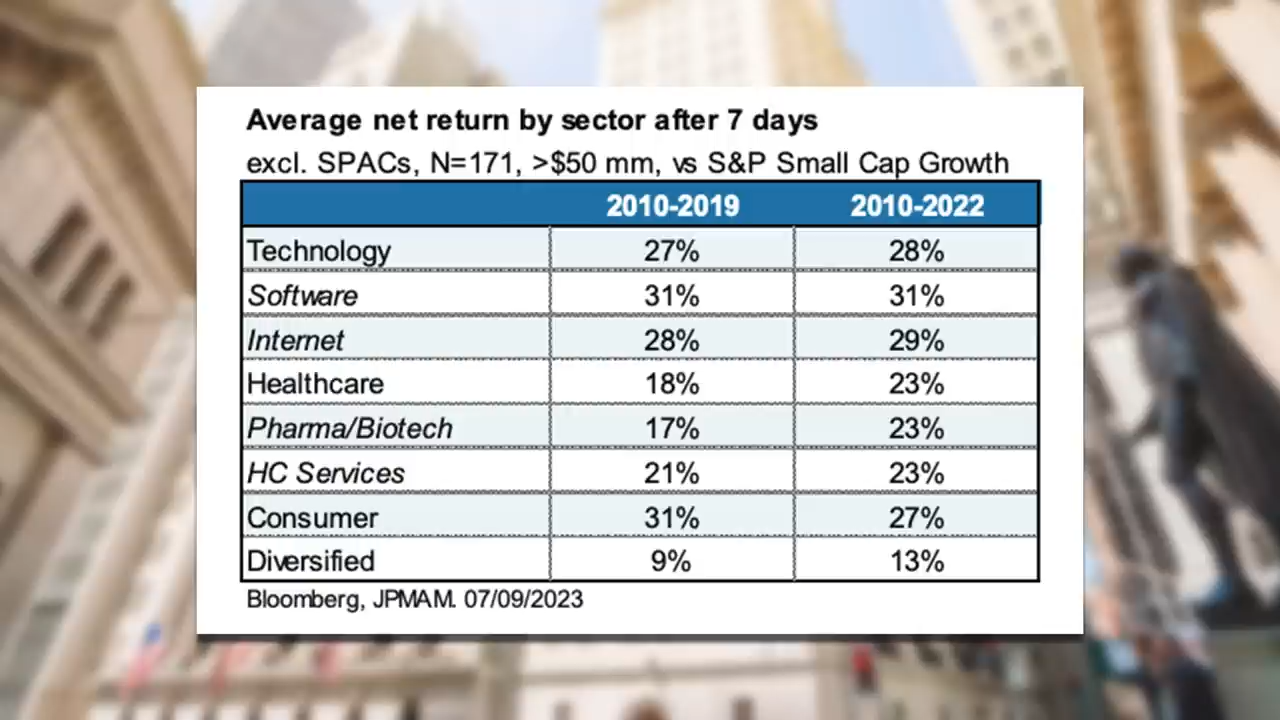 Average net return by sector after 7 days
excl. SPACs, N=171, >$50 mm, vs S&P Small Cap Growth
2010-2019 2010-2022
Technology 27% 28%
Software 31% 31%
Internet 28% 29%
Healthcare 18% 23%
Pharma/Biotech 17% 23%
HC Services 21% 23%
Consumer 31% 27%
Diversified 9% 13%
Bloomberg, JPMAM. 07/09/2023